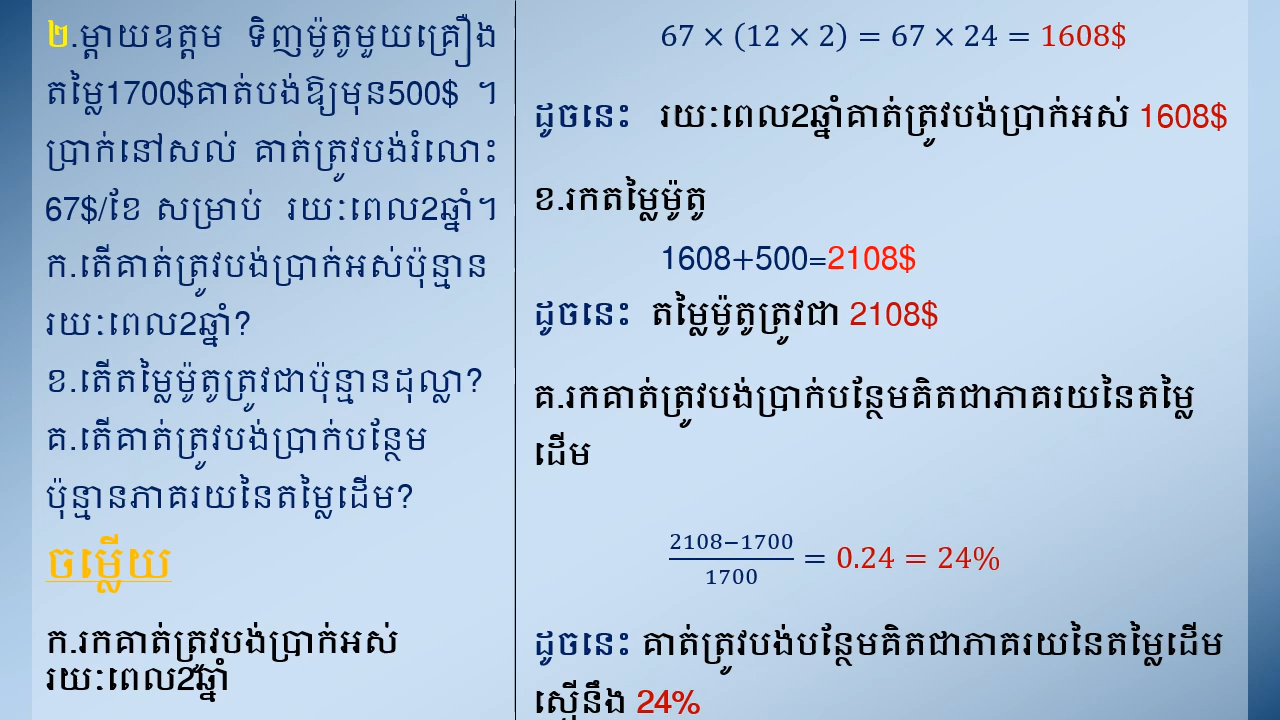 ២.ម្ដាយឧត្តម ទិញម៉ូតូមួយគ្រឿង
តម្លៃ1700$គាត់បង់ឱ្យមុន500$ ។
ប្រាក់នៅសល់ គាត់ត្រូវបង់រំលោះ
67$/ខែ សម្រាប់ រយៈពេល2ឆ្នាំ។
ក.តើគាត់ត្រូវបង់ប្រាក់អស់ប៉ុន្មាន
រយៈពេល2ឆ្នាំ?
ខ.តើតម្លៃម៉ូតូត្រូវជាប៉ុន្មានដុល្លា?
គ.តើគាត់ត្រូវបង់ប្រាក់បន្ថែម
ប៉ុន្មានភាគរយនៃតម្លៃដើម?
ចម្លើយ
ក.រកគាត់ត្រូវបង់ប្រាក់អស់
រយៈពេល2ឆ្នាំ
67 × (12 × 2) = 67 × 24 = 1608$
ដូចនេះ រយៈពេល2ឆ្នាំគាត់ត្រូវបង់ប្រាក់អស់ 1608$
ខ.រកតម្លៃម៉ូតូ
1608+500=2108$
ដូចនេះ តម្លៃម៉ូតូត្រូវជា 2108$
គ.រកគាត់ត្រូវបង់ប្រាក់បន្ថែមគិតជាភាគរយនៃតម្លៃ
ដើម
2108−1700
1700
= 0.24 = 24%
ដូចនេះ គាត់ត្រូវបង់បន្ថែមគិតជាភាគរយនៃតម្លៃដើម
ស្មើនឹង 24%